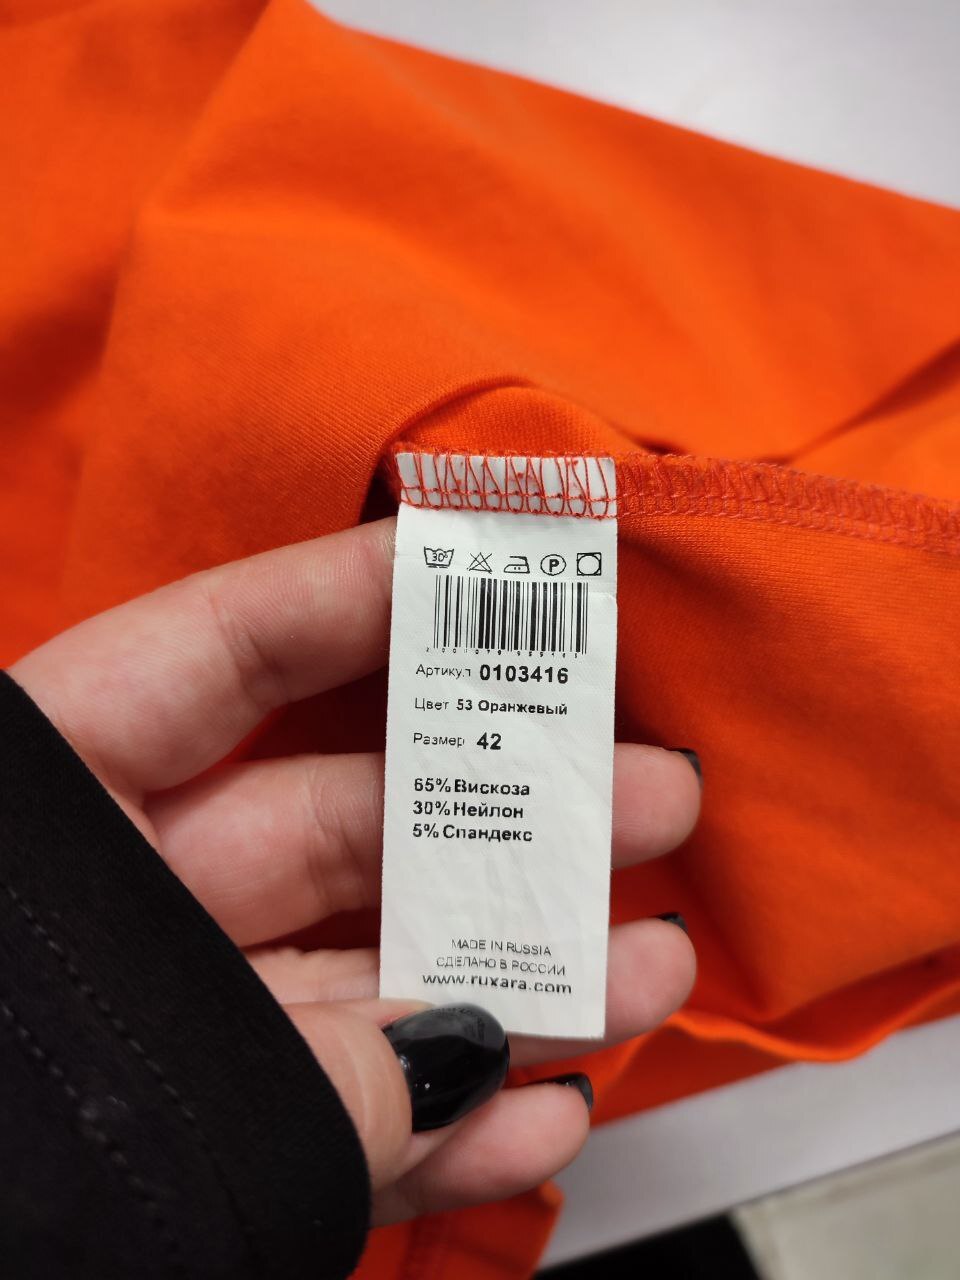 30°
P
Артикул 0103416
Цвет 53 Оранжевый
Размер 42
65% Вискоза
30% Нейлон
5% Спандекс
MADE IN RUSSIA
СДЕЛАНО В РОССИИ
www.ruxara.com